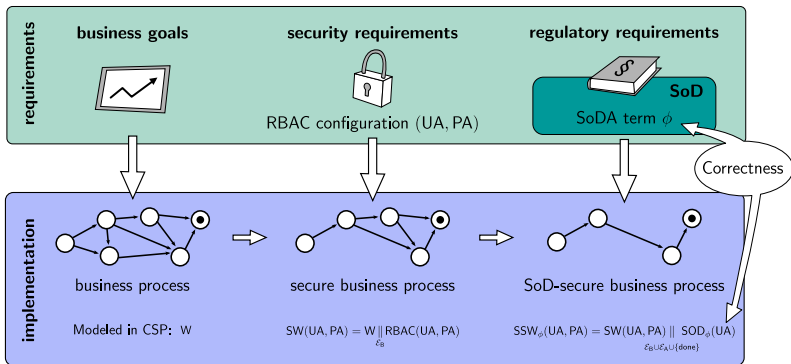 requirements
business goals
security requirements
regulatory requirements
§
SoD
RBAC configuration (UA, PA)
SoDA term ϕ
Correctness
implementation
business process
secure business process
SoD-secure business process
Modeled in CSP: W
SW(UA, PA) = W ∥ RBAC(UA, PA)
ℰB
SSWϕ(UA, PA) = SW(UA, PA) ∥ SODϕ(UA)
ℰB∪ℰA∪{done}